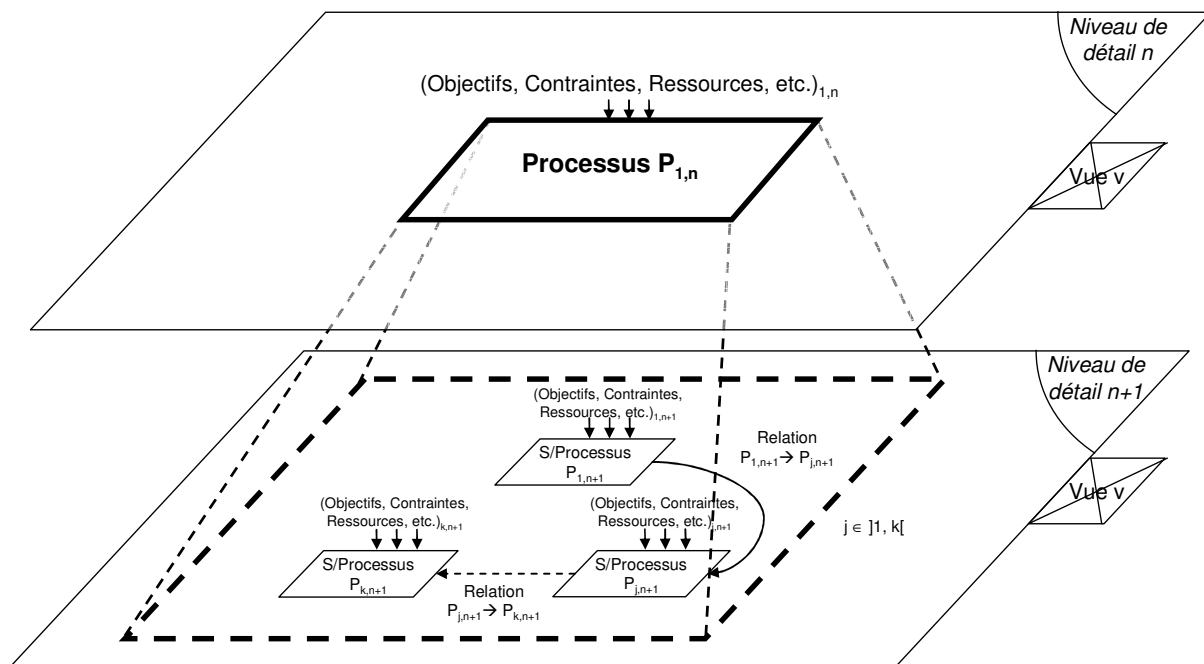 Niveau de
détail n
(Objectifs, Contraintes, Ressources, etc.)1,n
Processus P1,n
Vue v
Niveau de
détail n+1
(Objectifs, Contraintes,
Ressources, etc.)1,n+1
S/Processus
P1,n+1
Relation
P1,n+1→ Pj,n+1
Vue v
(Objectifs, Contraintes,
Ressources, etc.)k,n+1
(Objectifs, Contraintes,
Ressources, etc.)j,n+1
j ∈ ]1, k[
S/Processus
Pk,n+1
S/Processus
Pj,n+1
Relation
Pj,n+1→ Pk,n+1